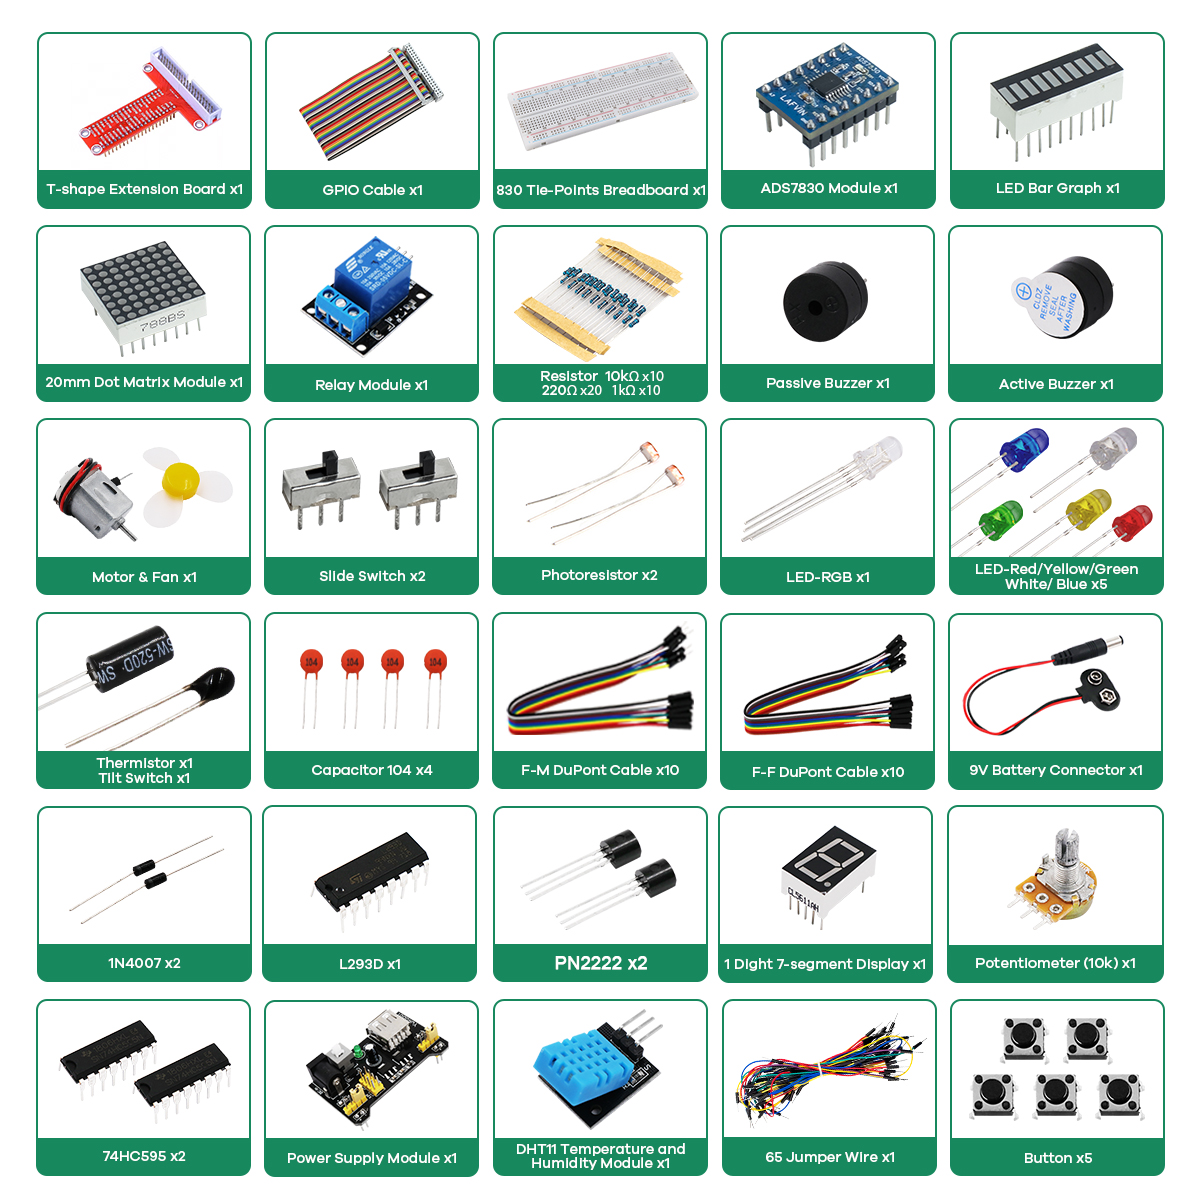 ADS7830
LAFVIN
T-shape Extension Board x1
GPIO Cable x1
830 Tie-Points Breadboard x1
ADS7830 Module x1
LED Bar Graph x1
788BS
CLDZ
REMOVE
SEAL
AFTER
WASHING
20mm Dot Matrix Module x1
Relay Module x1
Resistor 10kΩ x10
220Ω x20 1kΩ x10
Passive Buzzer x1
Active Buzzer x1
Motor & Fan x1
Slide Switch x2
Photoresistor x2
LED-RGB x1
LED-Red/Yellow/Green
White/ Blue x5
SW-520D SW
104
104
104
104
Thermistor x1
Tilt Switch x1
Capacitor 104 x4
F-M DuPont Cable x10
F-F DuPont Cable x10
9V Battery Connector x1
CL5611AH
1N4007 x2
L293D x1
PN2222 x2
1 Dight 7-segment Display x1
Potentiometer (10k) x1
74HC595 x2
Power Supply Module x1
DHT11 Temperature and
Humidity Module x1
65 Jumper Wire x1
Button x5